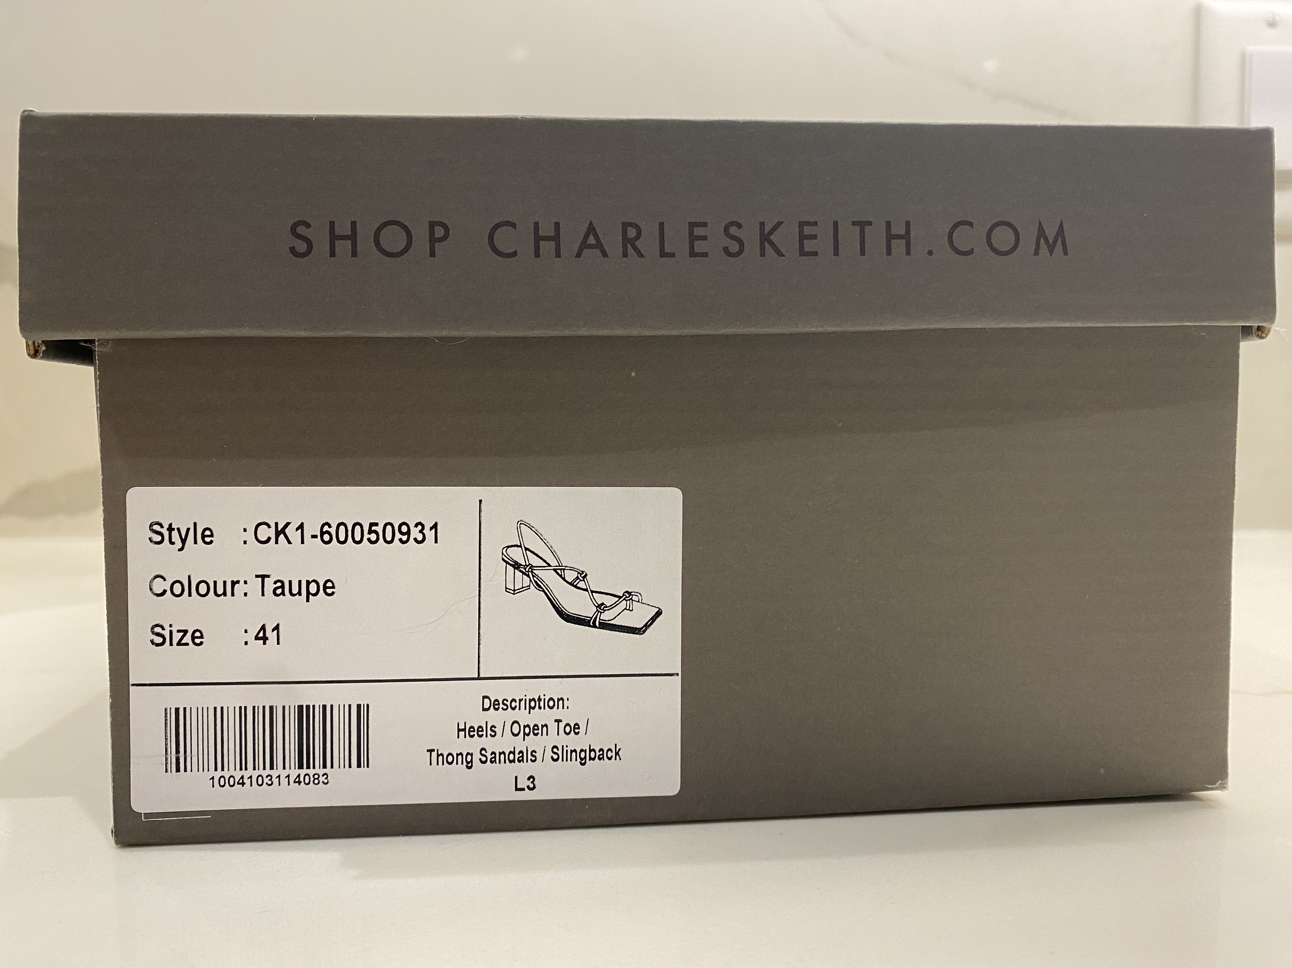 SHOP CHARLESKEITH.COM
Style :CK1-60050931
Colour: Taupe
Size :41
1004103114083
Description:
Heels / Open Toe /
Thong Sandals / Slingback
L3